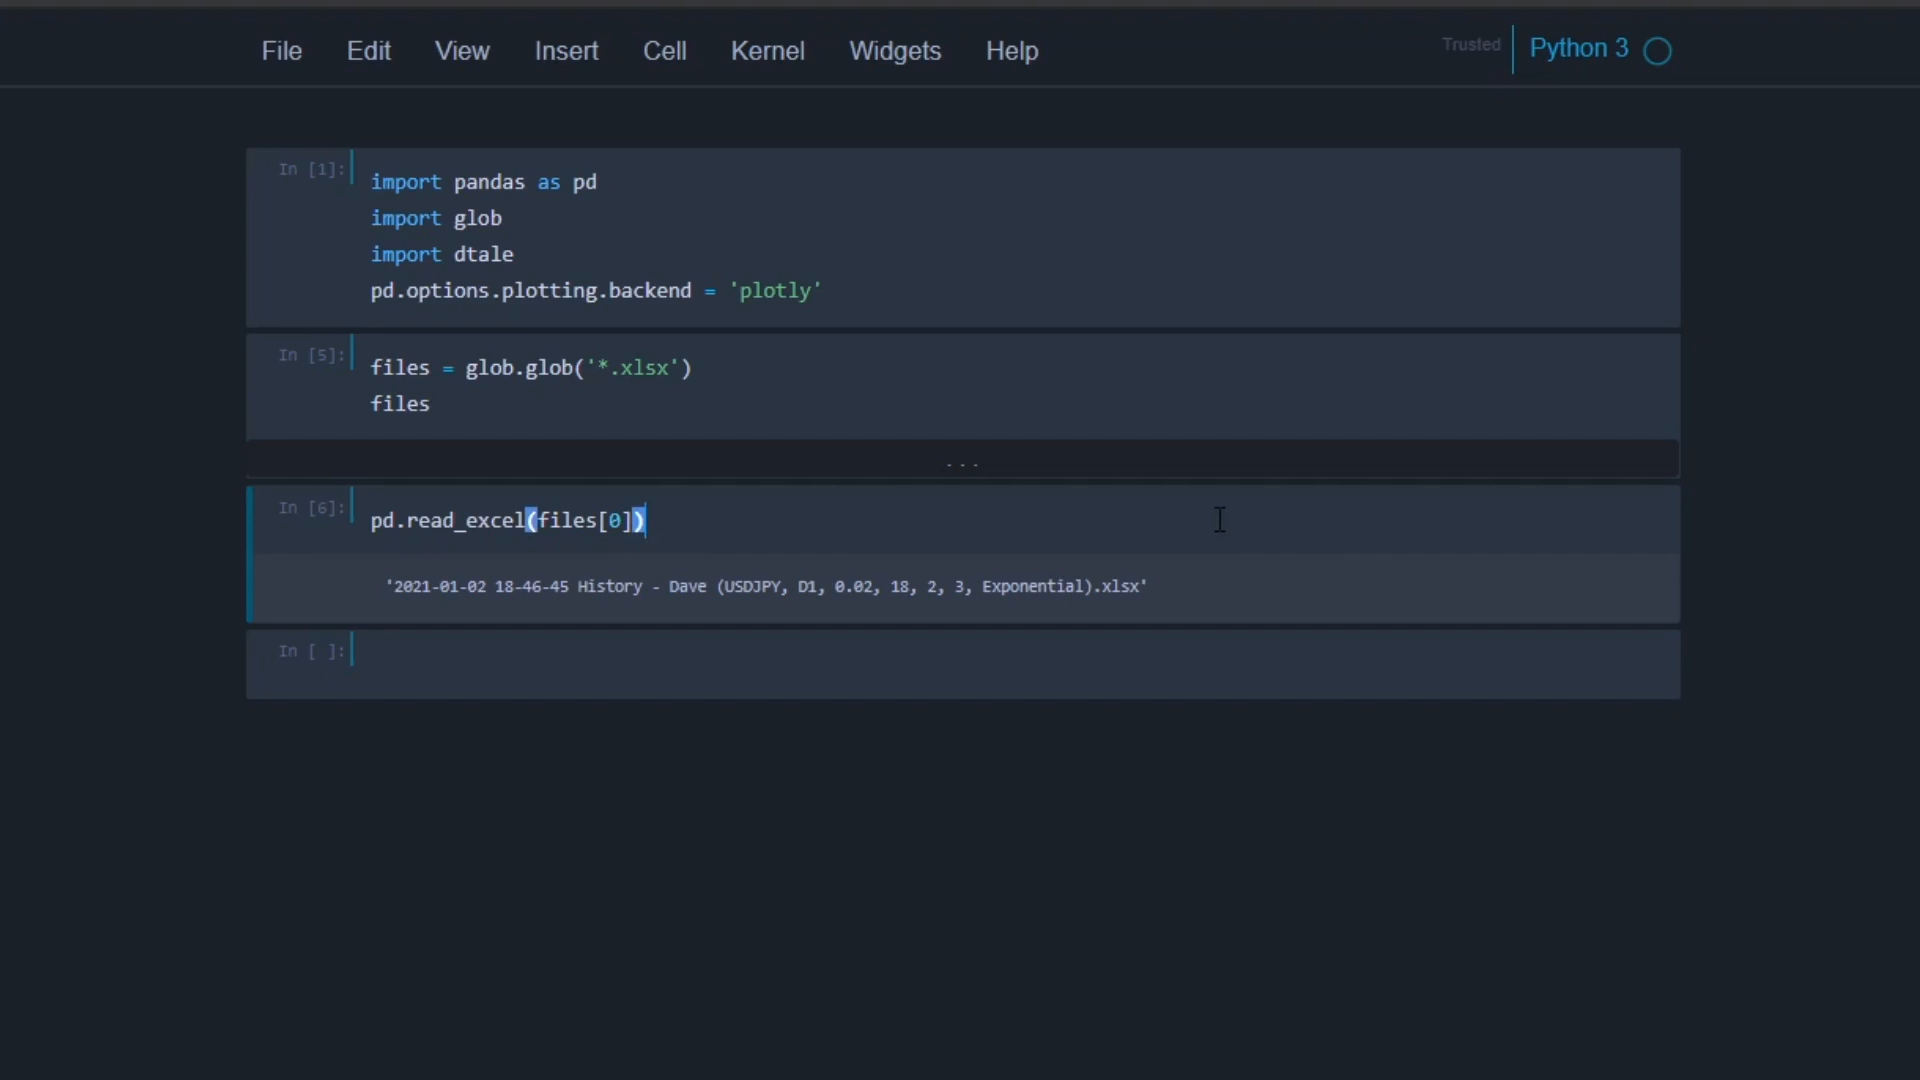 File Edit View Insert Cell Kernel Widgets Help Trusted Python 3
In [1]:
import pandas as pd
import glob
import dtale
pd.options.plotting.backend = 'plotly'
In [5]:
files = glob.glob('*.xlsx')
files
...
In [6]:
pd.read_excel(files[0])
'2021-01-02 18-46-45 History - Dave (USDJPY, D1, 0.02, 18, 2, 3, Exponential).xlsx'
In [ ]: